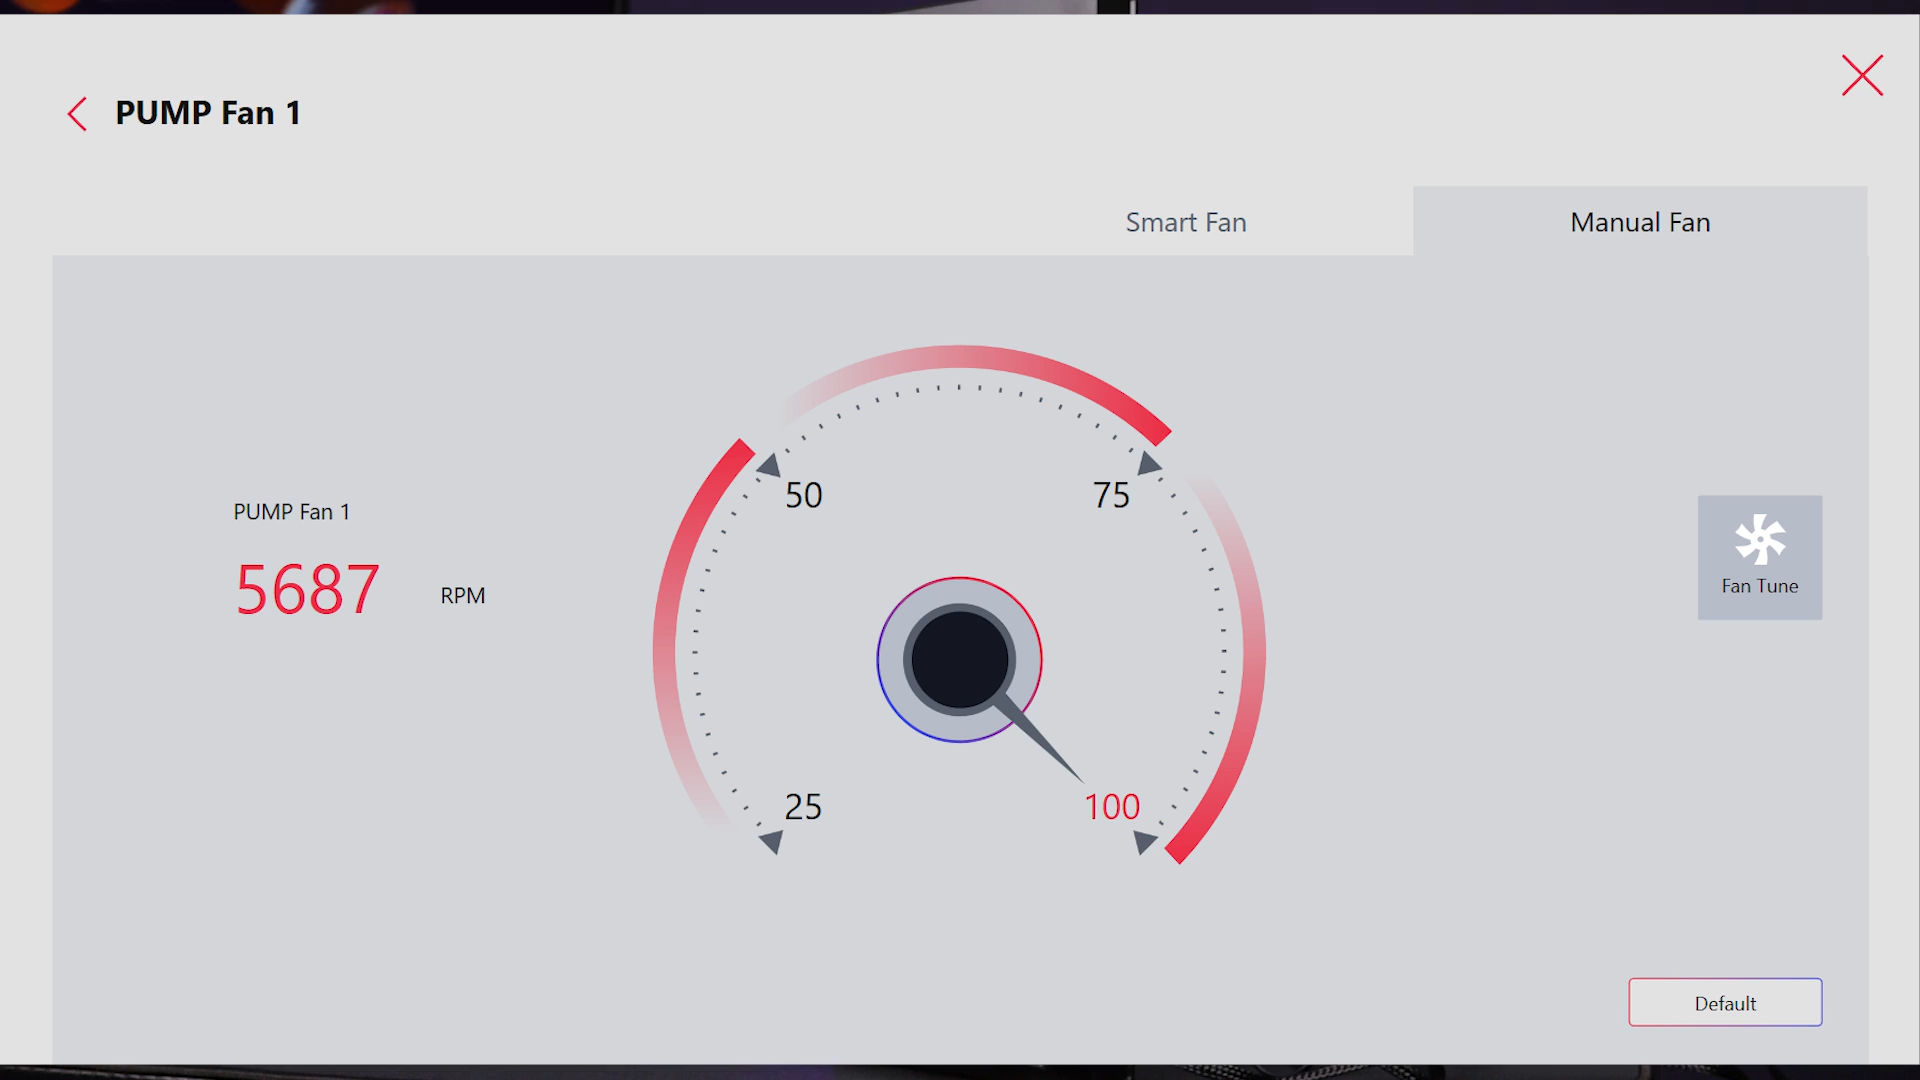 PUMP Fan 1
Smart Fan
Manual Fan
50
75
PUMP Fan 1
5687 RPM
Fan Tune
25
100
Default